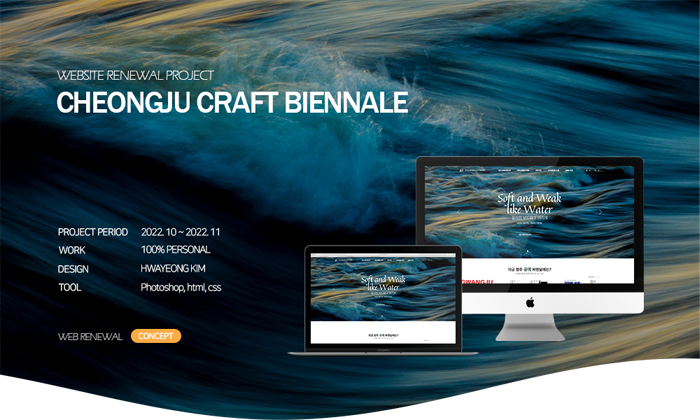 WEBSITE RENEWAL PROJECT
CHEONGJU CRAFT BIENNALE
PROJECT PERIOD 2022. 10 ~ 2022. 11
WORK 100% PERSONAL
DESIGN HWAYEONG KIM
TOOL Photoshop, html, css
WEB RENEWAL CONCEPT
Soft and Weak
like Water
Soft and Weak
like Water